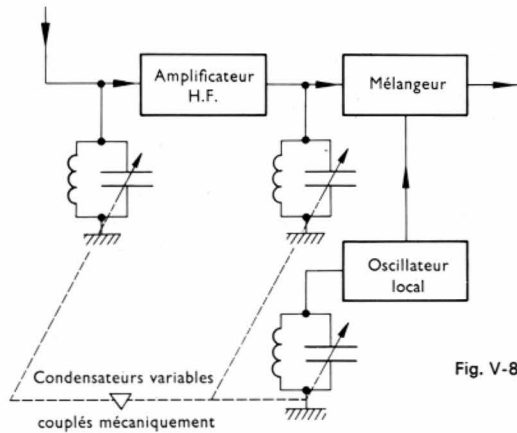 Amplificateur
H.F.
Mélangeur
Oscillateur
local
Condensateurs variables
couplés mécaniquement
Fig. V-8